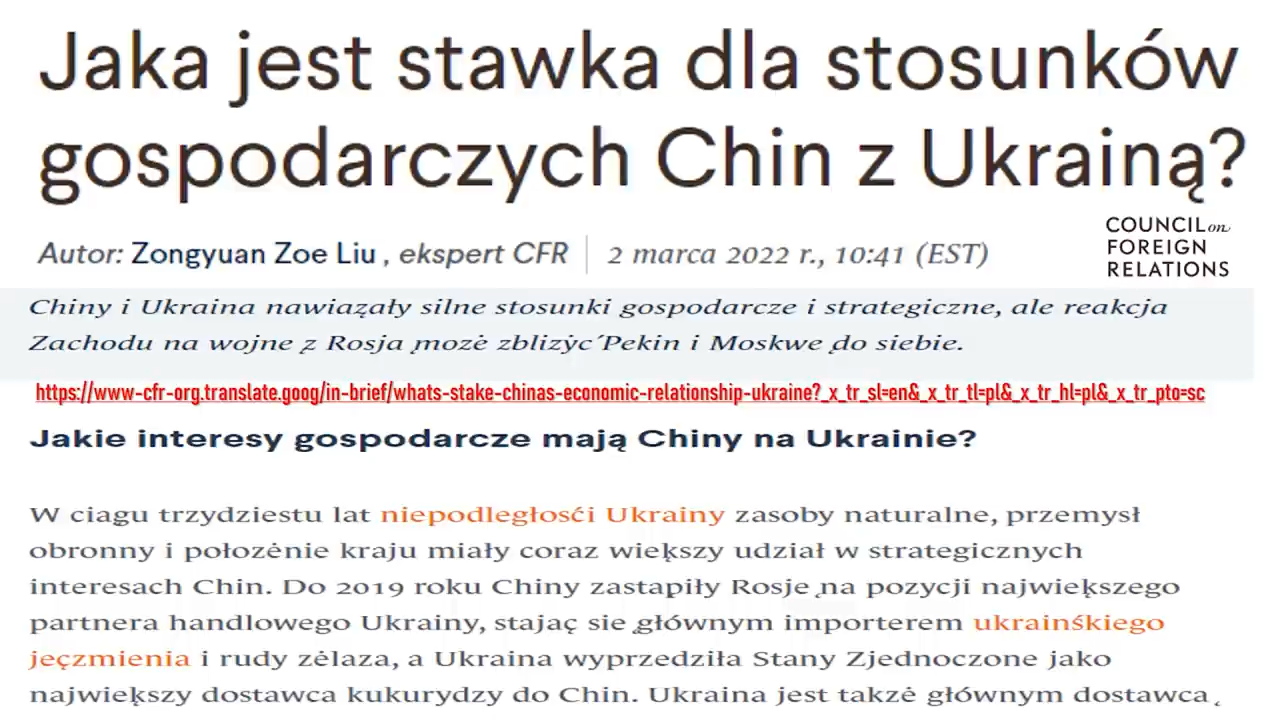 Jaka jest stawka dla stosunków
gospodarczych Chin z Ukrainą?
Autor: Zongyuan Zoe Liu , ekspert CFR | 2 marca 2022 r., 10:41 (EST)
COUNCIL on
FOREIGN
RELATIONS
Chiny i Ukraina nawiązały silne stosunki gospodarcze i strategiczne, ale reakcja
Zachodu na wojnę z Rosją może zbliżyć Pekin i Moskwę do siebie.
https://www-cfr-org.translate.goog/in-brief/whats-stake-chinas-economic-relationship-ukraine?_x_tr_sl=en&_x_tr_tl=pl&_x_tr_hl=pl&_x_tr_pto=sc
Jakie interesy gospodarcze mają Chiny na Ukrainie?
W ciągu trzydziestu lat niepodległości Ukrainy zasoby naturalne, przemysł
obronny i położenie kraju miały coraz większy udział w strategicznych
interesach Chin. Do 2019 roku Chiny zastąpiły Rosję na pozycji największego
partnera handlowego Ukrainy, stając się głównym importerem ukraińskiego
jęczmienia i rudy żelaza, a Ukraina wyprzedziła Stany Zjednoczone jako
największy dostawca kukurydzy do Chin. Ukraina jest także głównym dostawcą